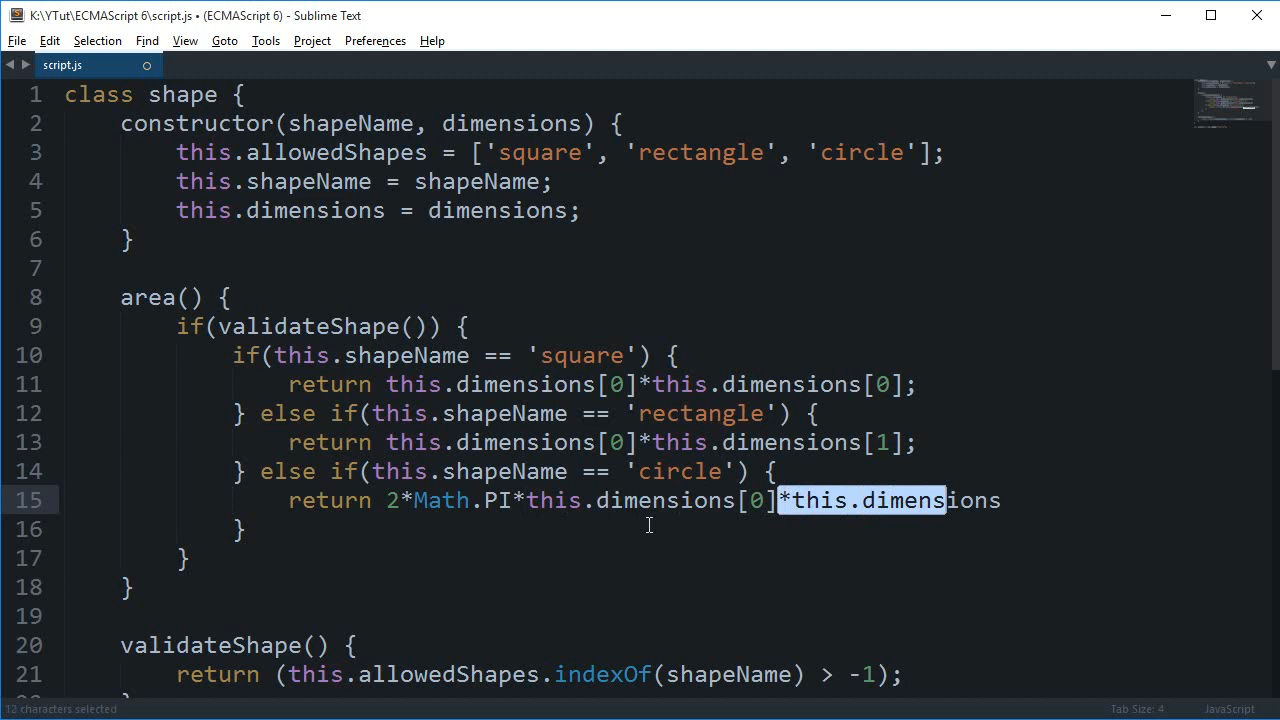 K:\YTut\ECMAScript 6\script.js • (ECMAScript 6) - Sublime Text
File Edit Selection Find View Goto Tools Project Preferences Help
script.js
1 class shape {
2 constructor(shapeName, dimensions) {
3 this.allowedShapes = ['square', 'rectangle', 'circle'];
4 this.shapeName = shapeName;
5 this.dimensions = dimensions;
6 }
7
8 area() {
9 if(validateShape()) {
10 if(this.shapeName == 'square') {
11 return this.dimensions[0]*this.dimensions[0];
12 } else if(this.shapeName == 'rectangle') {
13 return this.dimensions[0]*this.dimensions[1];
14 } else if(this.shapeName == 'circle') {
15 return 2*Math.PI*this.dimensions[0]*this.dimensions
16 }
17 }
18 }
19
20 validateShape() {
21 return (this.allowedShapes.indexOf(shapeName) > -1);
12 characters selected Tab Size: 4 JavaScript